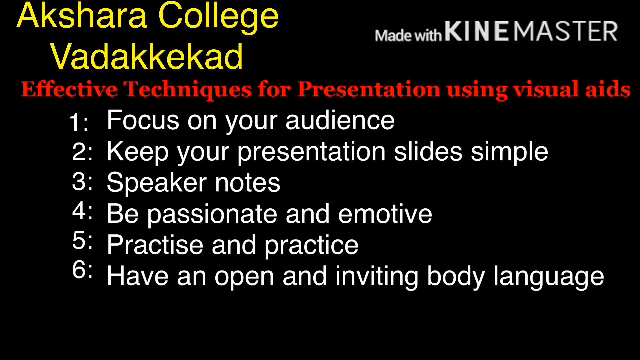 Akshara College
Vadakkekad
Made with KINEMASTER
Effective Techniques for Presentation using visual aids
1: Focus on your audience
2: Keep your presentation slides simple
3: Speaker notes
4: Be passionate and emotive
5: Practise and practice
6: Have an open and inviting body language